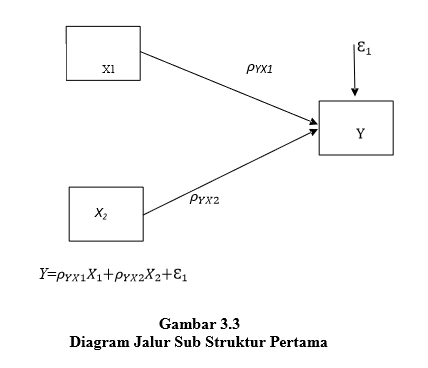 X1
ρYX1
Ɛ1
Y
ρYX2
X2
Y=ρYX1X1+ρYX2X2+Ɛ1
Gambar 3.3
Diagram Jalur Sub Struktur Pertama